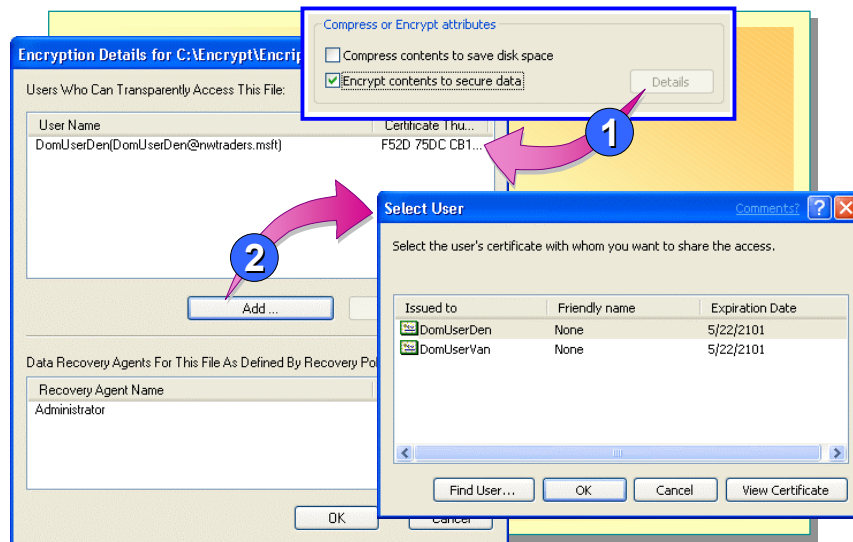 Compress or Encrypt attributes
Compress contents to save disk space
Encrypt contents to secure data
Details
1
Encryption Details for C:\Encrypt\Encrip
Users Who Can Transparently Access This File:
User Name Certificate Thu...
DomUserDen(DomUserDen@nwtraders.msft) F52D 75DC CB1...
2
Add ...
Data Recovery Agents For This File As Defined By Recovery Pol
Recovery Agent Name
Administrator
OK Cancel
Select User Comments?
Select the user's certificate with whom you want to share the access.
Issued to Friendly name Expiration Date
DomUserDen None 5/22/2101
DomUserVan None 5/22/2101
Find User... OK Cancel View Certificate